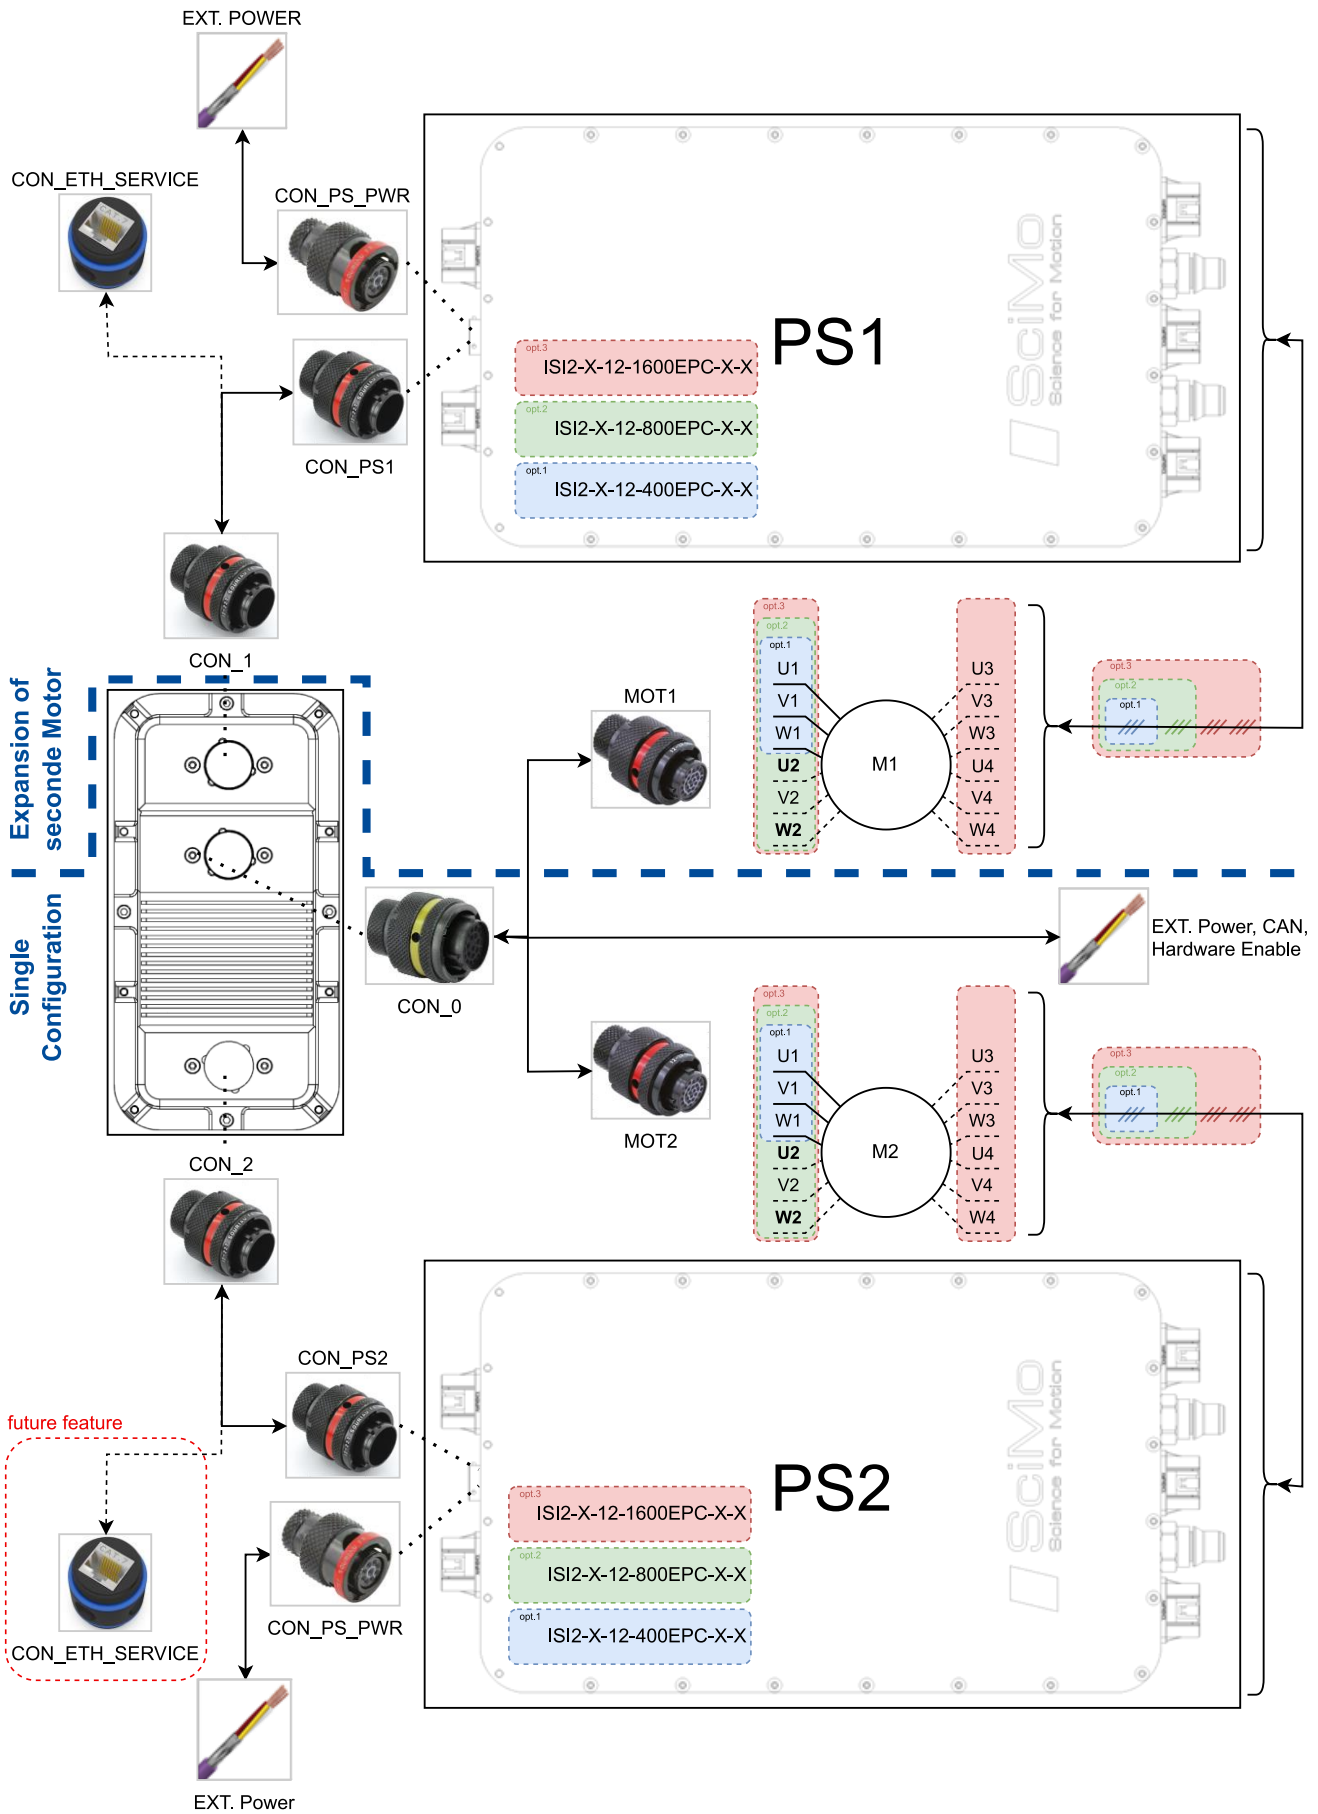 EXT. POWER
CON_ETH_SERVICE
CAT.7
CON_PS_PWR
CON_PS1
PS1
SciMo
Science for Motion
opt.3
ISI2-X-12-1600EPC-X-X
opt.2
ISI2-X-12-800EPC-X-X
opt.1
ISI2-X-12-400EPC-X-X
CON_1
Expansion of
seconde Motor
MOT1
opt.3
opt.2
opt.1
U1
V1
W1
U2
V2
W2
M1
U3
V3
W3
U4
V4
W4
opt.3
opt.2
opt.1
Single
Configuration
CON_0
EXT. Power, CAN,
Hardware Enable
MOT2
opt.3
opt.2
opt.1
U1
V1
W1
U2
V2
W2
M2
U3
V3
W3
U4
V4
W4
opt.3
opt.2
opt.1
CON_2
CON_PS2
future feature
CAT.7
CON_ETH_SERVICE
CON_PS_PWR
EXT. Power
PS2
SciMo
Science for Motion
opt.3
ISI2-X-12-1600EPC-X-X
opt.2
ISI2-X-12-800EPC-X-X
opt.1
ISI2-X-12-400EPC-X-X